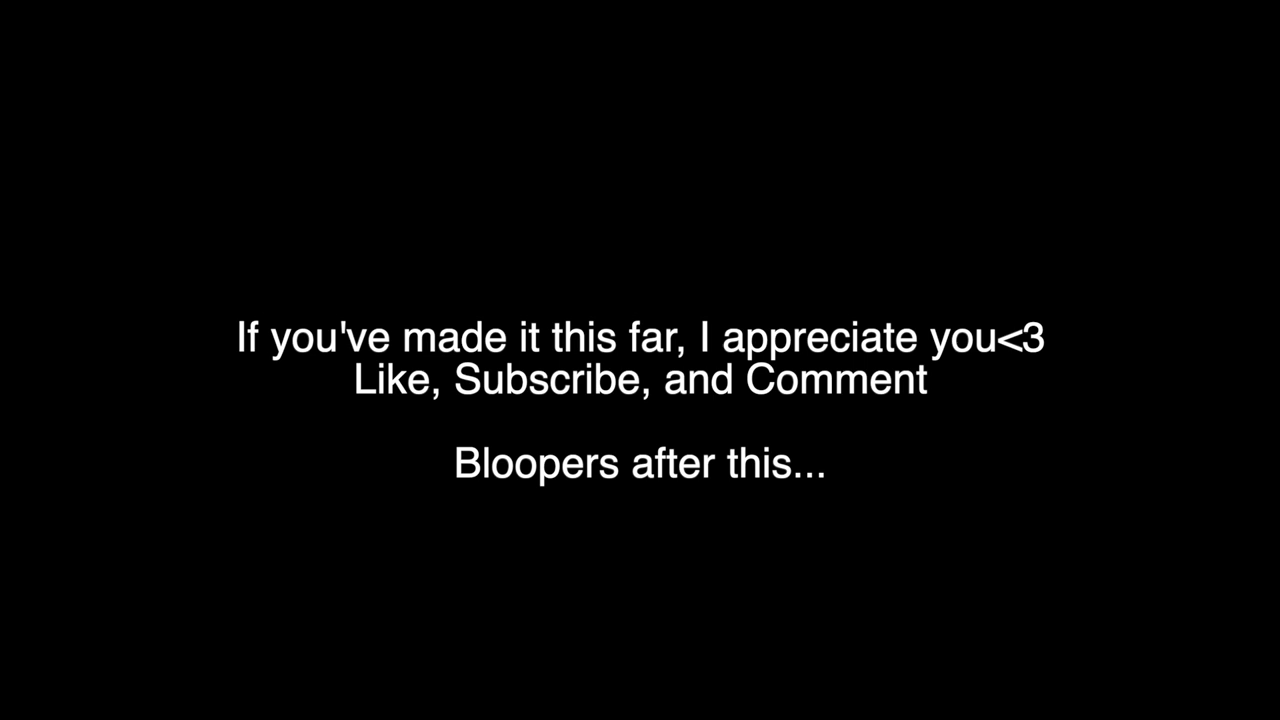 If you've made it this far, I appreciate you<3
Like, Subscribe, and Comment
Bloopers after this...